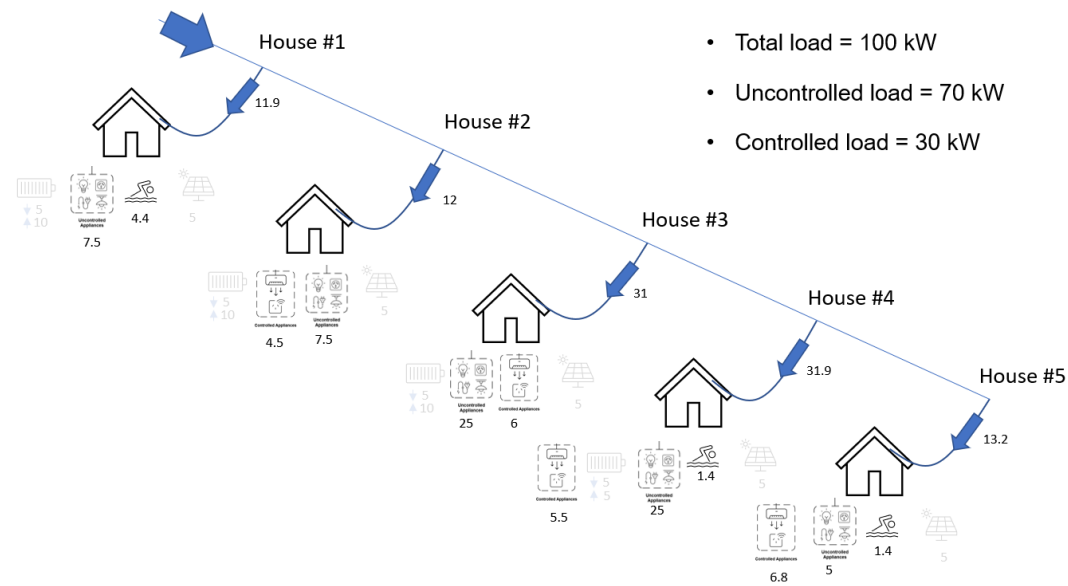 House #1
• Total load = 100 kW
• Uncontrolled load = 70 kW
• Controlled load = 30 kW
11.9
5
10
Uncontrolled
Appliances
7.5
4.4
5
House #2
12
5
10
Controlled Appliances
4.5
Uncontrolled
Appliances
7.5
5
House #3
31
5
10
Uncontrolled
Appliances
25
Controlled Appliances
6
5
House #4
31.9
Controlled Appliances
5.5
5
5
Uncontrolled
Appliances
25
1.4
5
House #5
13.2
Controlled Appliances
6.8
Uncontrolled
Appliances
5
1.4
5